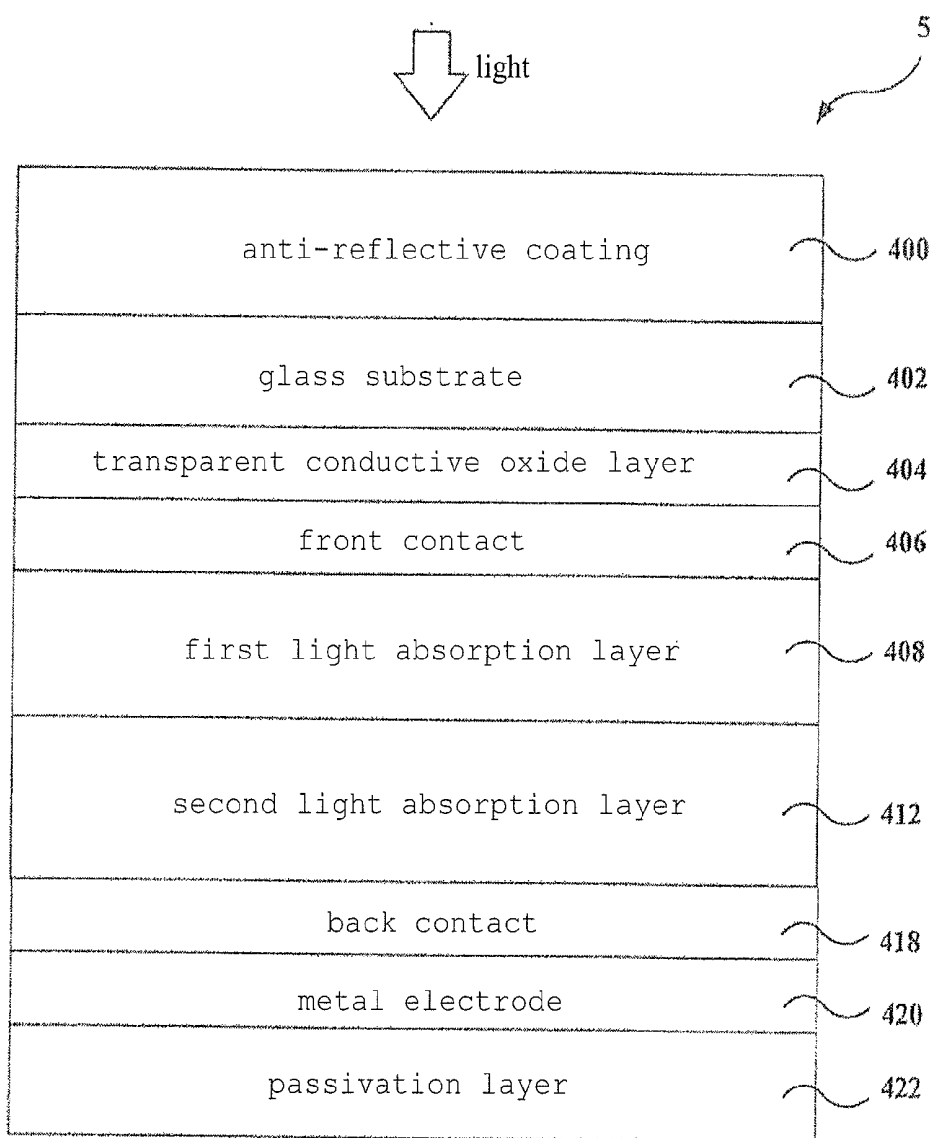 5
light
anti-reflective coating 400
glass substrate 402
transparent conductive oxide layer 404
front contact 406
first light absorption layer 408
second light absorption layer 412
back contact 418
metal electrode 420
passivation layer 422